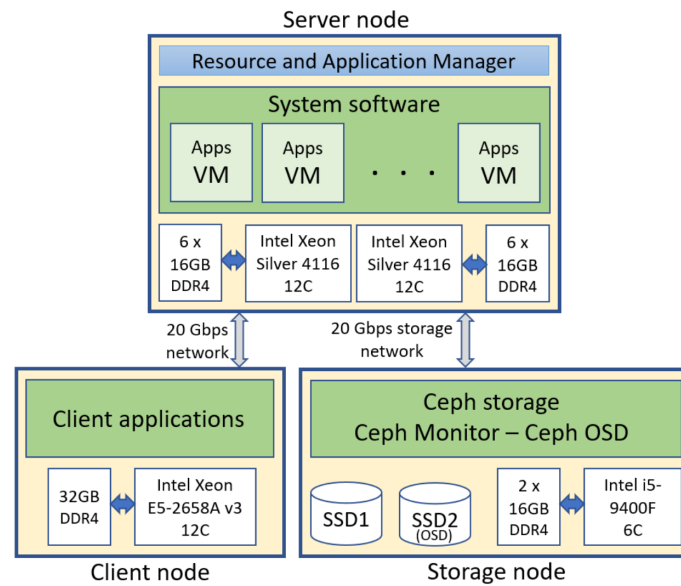 Server node
Resource and Application Manager
System software
Apps
VM
Apps
VM
. . .
Apps
VM
6 x
16GB
DDR4
Intel Xeon
Silver 4116
12C
Intel Xeon
Silver 4116
12C
6 x
16GB
DDR4
20 Gbps
network
20 Gbps storage
network
Client applications
32GB
DDR4
Intel Xeon
E5-2658A v3
12C
Client node
Ceph storage
Ceph Monitor – Ceph OSD
SSD1
SSD2
(OSD)
2 x
16GB
DDR4
Intel i5-
9400F
6C
Storage node